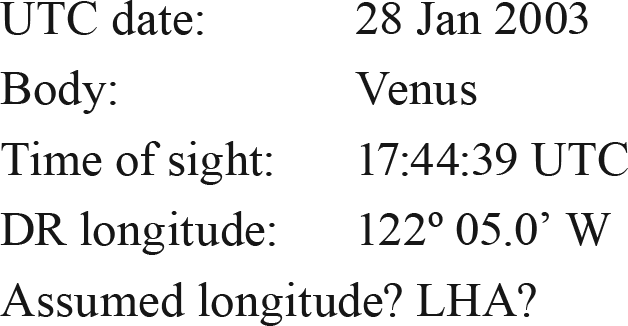 UTC date: 28 Jan 2003
Body: Venus
Time of sight: 17:44:39 UTC
DR longitude: 122º 05.0’ W
Assumed longitude? LHA?